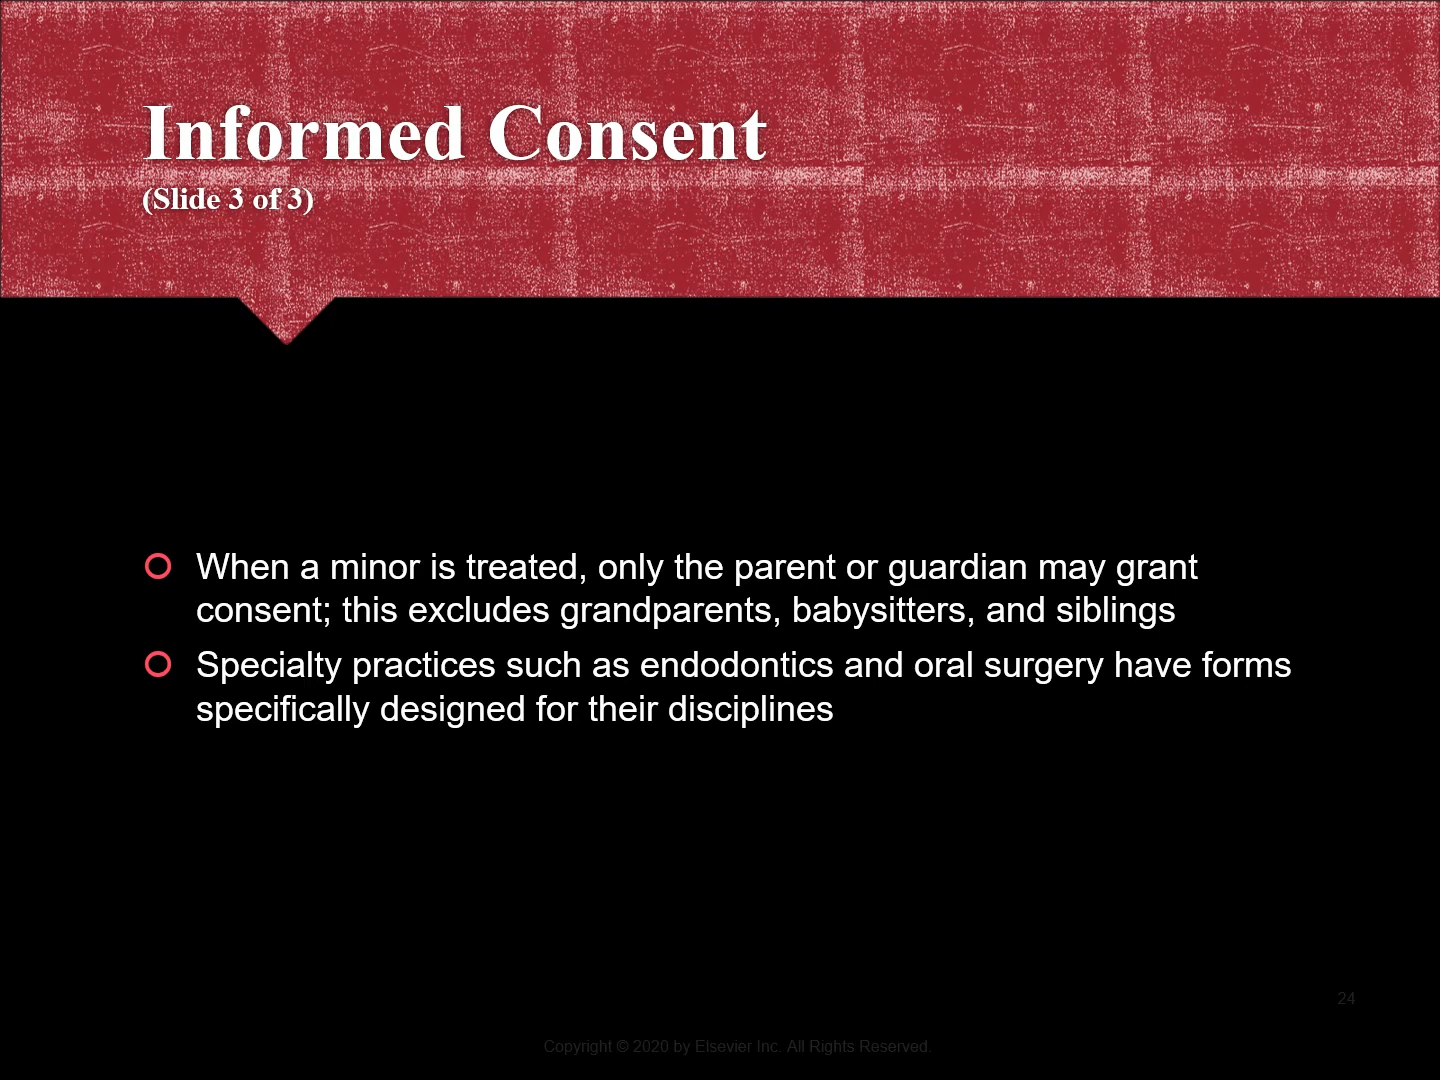 Informed Consent
(Slide 3 of 3)
When a minor is treated, only the parent or guardian may grant
consent; this excludes grandparents, babysitters, and siblings
Specialty practices such as endodontics and oral surgery have forms
specifically designed for their disciplines
24
Copyright © 2020 by Elsevier Inc. All Rights Reserved.